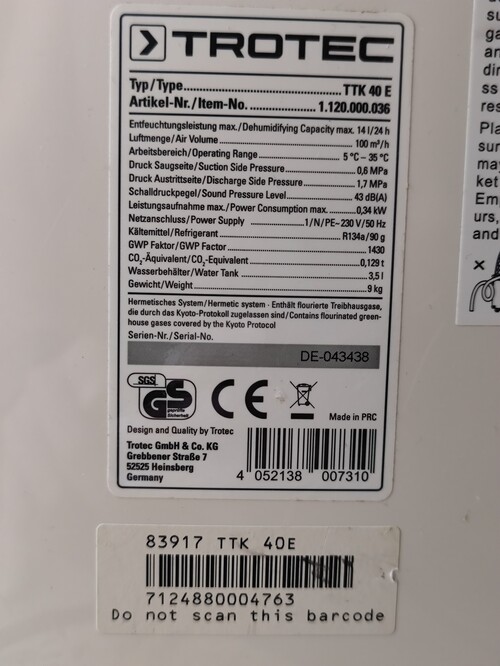 TROTEC
Typ/Type.......................................... TTK 40 E
Artikel-Nr./Item-No. ................ 1.120.000.036
Entfeuchtungsleistung max./Dehumidifying Capacity max. 14 l/24 h
Luftmenge/Air Volume ........................................ 100 m³/h
Arbeitsbereich/Operating Range ........................ 5 °C – 35 °C
Druck Saugseite/Suction Side Pressure ................ 0,6 MPa
Druck Austrittseite/Discharge Side Pressure ............ 1,7 MPa
Schalldruckpegel/Sound Pressure Level ................ 43 dB(A)
Leistungsaufnahme max./Power Consumption max. .......... 0,34 kW
Netzanschluss/Power Supply ................ 1/N/PE~ 230 V/50 Hz
Kältemittel/Refrigerant ................................ R134a/90 g
GWP Faktor/GWP Factor ................................ 1430
CO₂-Äquivalent/CO₂-Equivalent ........................ 0,129 t
Wasserbehälter/Water Tank ................................ 3,5 l
Gewicht/Weight ........................................ 9 kg
Hermetisches System/Hermetic system · Enthält flourierte Treibhausgase,
die durch das Kyoto-Protokoll zugelassen sind/Contains flourinated green-
house gases covered by the Kyoto Protocol
Serien-Nr./Serial-No.
DE-043438
SGS
GS
CE
Made in PRC
Design and Quality by Trotec
Trotec GmbH & Co. KG
Grebbener Straße 7
52525 Heinsberg
Germany
4 052138 007310
83917 TTK 40E
7124880004763
Do not scan this barcode